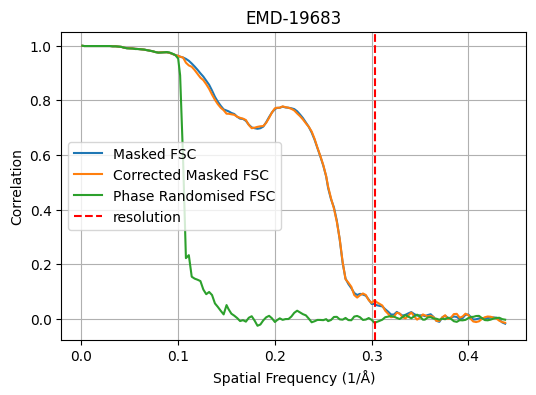 EMD-19683
1.0
0.8
0.6
0.4
0.2
0.0
Correlation
Masked FSC
Corrected Masked FSC
Phase Randomised FSC
resolution
0.0 0.1 0.2 0.3 0.4
Spatial Frequency (1/Å)